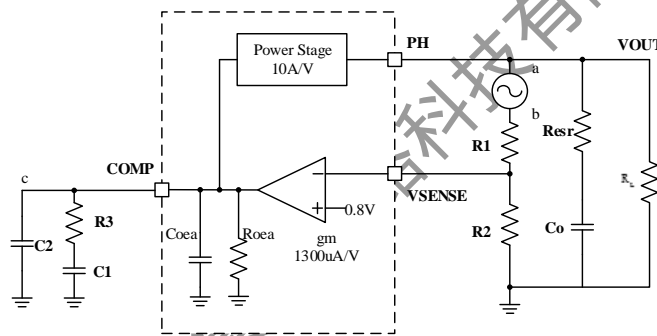 Power Stage
10A/V
PH
VOUT
a
b
R1
Resr
COMP
c
VSENSE
0.8V
R3
Coea
Roea
gm
1300uA/V
R2
Co
C2
C1
科技有